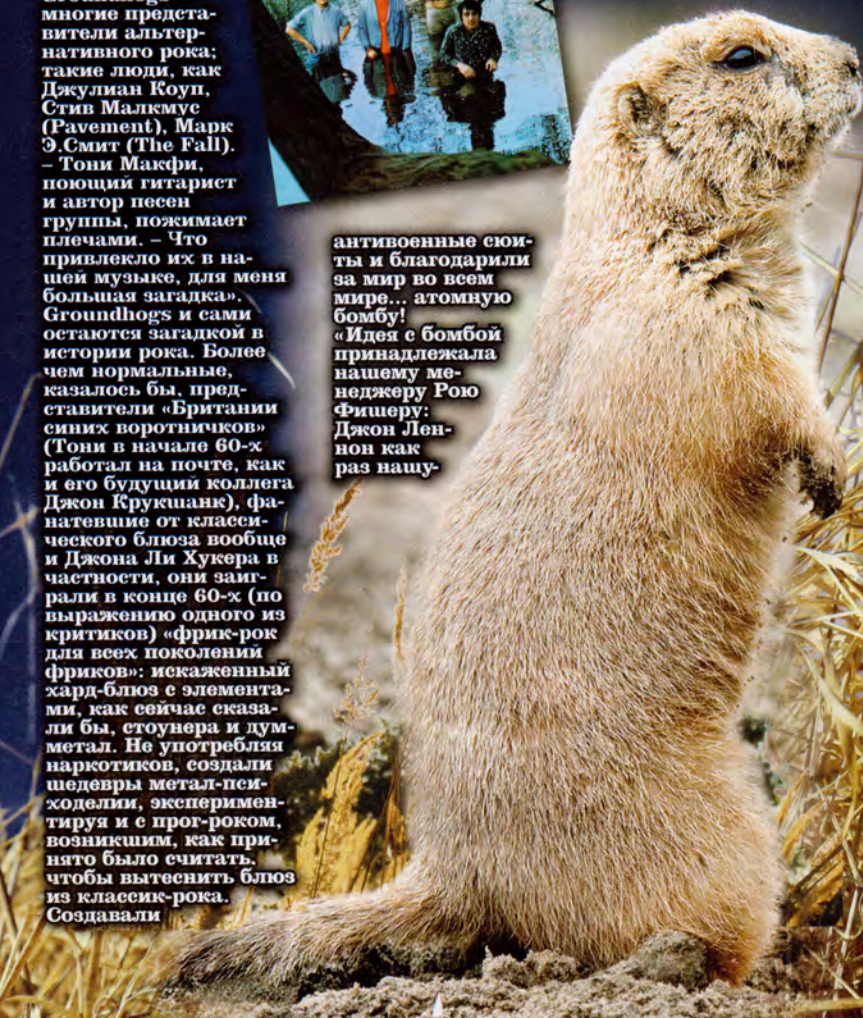 Groundhogs
многие предста-
вители альтер-
нативного рока;
такие люди, как
Джулиан Коуп,
Стив Малкмус
(Pavement), Марк
Э.Смит (The Fall).
– Тони Макфи,
поющий гитарист
и автор песен
группы, пожимает
плечами. – Что
привлекло их в на-
шей музыке, для меня
большая загадка».
Groundhogs и сами
остаются загадкой в
истории рока. Более
чем нормальные,
казалось бы, пред-
ставители «Британии
синих воротничков»
(Тони в начале 60-х
работал на почте, как
и его будущий коллега
Джон Крукшанк), фа-
натевшие от класси-
ческого блюза вообще
и Джона Ли Хукера в
частности, они заиг-
рали в конце 60-х (по
выражению одного из
критиков) «фрик-рок
для всех поколений
фриков»: искаженный
хард-блюз с элемента-
ми, как сейчас сказа-
ли бы, стоунера и дум-
метал. Не употребляя
наркотиков, создали
шедевры метал-пси-
ходелии, эксперимен-
тируя и с прог-роком,
возникшим, как при-
нято было считать,
чтобы вытеснить блюз
из классик-рока.
Создавали
антивоенные сюи-
ты и благодарили
за мир во всем
мире... атомную
бомбу!
«Идея с бомбой
принадлежала
нашему ме-
неджеру Рою
Фишеру:
Джон Лен-
нон как
раз нашу-